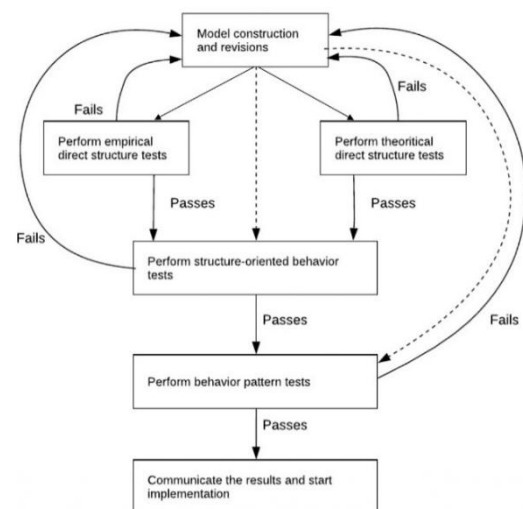 Model construction
and revisions
Fails
Fails
Perform empirical
direct structure tests
Perform theoritical
direct structure tests
Passes
Passes
Fails
Perform structure-oriented behavior
tests
Passes
Fails
Perform behavior pattern tests
Passes
Communicate the results and start
implementation